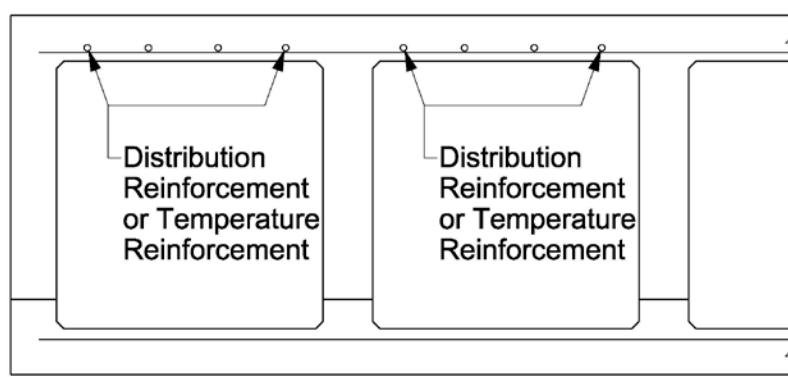 Distribution
Reinforcement
or Temperature
Reinforcement
Distribution
Reinforcement
or Temperature
Reinforcement